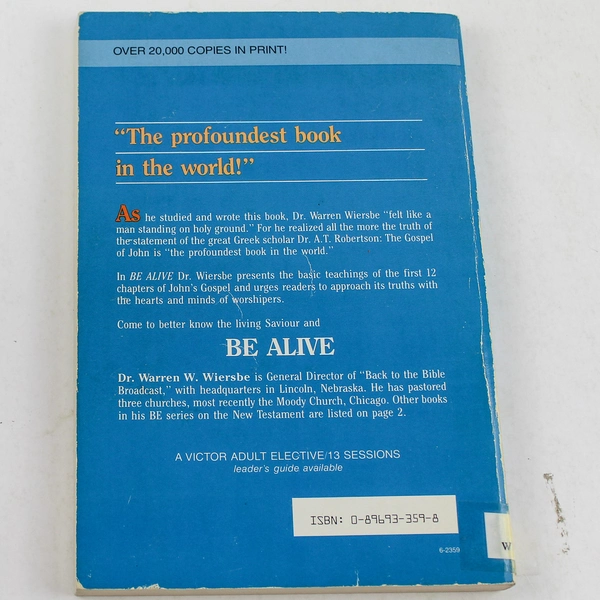 OVER 20,000 COPIES IN PRINT!
“The profoundest book
in the world!”
As he studied and wrote this book, Dr. Warren Wiersbe “felt like a
man standing on holy ground.” For he realized all the more the truth of
the statement of the great Greek scholar Dr. A.T. Robertson: The Gospel
of John is “the profoundest book in the world.”
In BE ALIVE Dr. Wiersbe presents the basic teachings of the first 12
chapters of John's Gospel and urges readers to approach its truths with
the hearts and minds of worshipers.
Come to better know the living Saviour and
BE ALIVE
Dr. Warren W. Wiersbe is General Director of “Back to the Bible
Broadcast,” with headquarters in Lincoln, Nebraska. He has pastored
three churches, most recently the Moody Church, Chicago. Other books
in his BE series on the New Testament are listed on page 2.
A VICTOR ADULT ELECTIVE/13 SESSIONS
leader's guide available
ISBN: 0-89693-359-8
6-2359
W